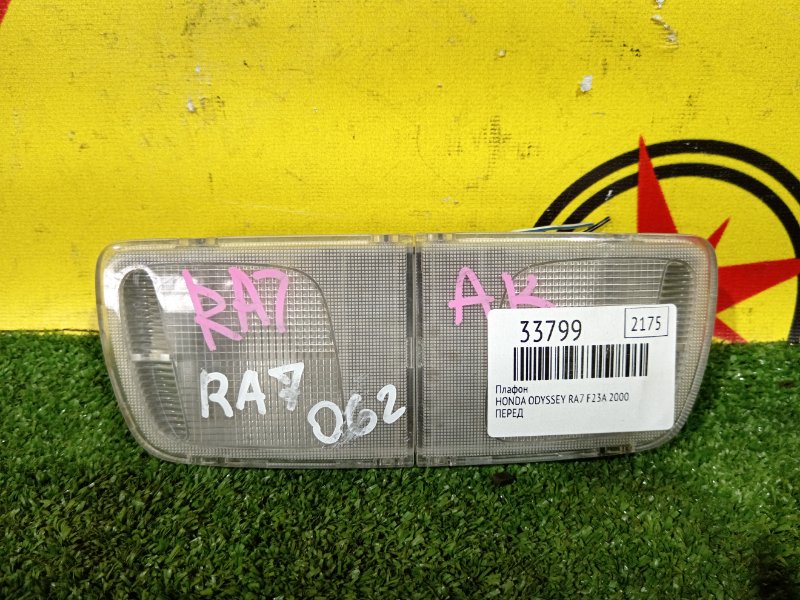 RA7
AK
RA7
062
33799
2175
Плафон
HONDA ODYSSEY RA7 F23A 2000
ПЕРЕД